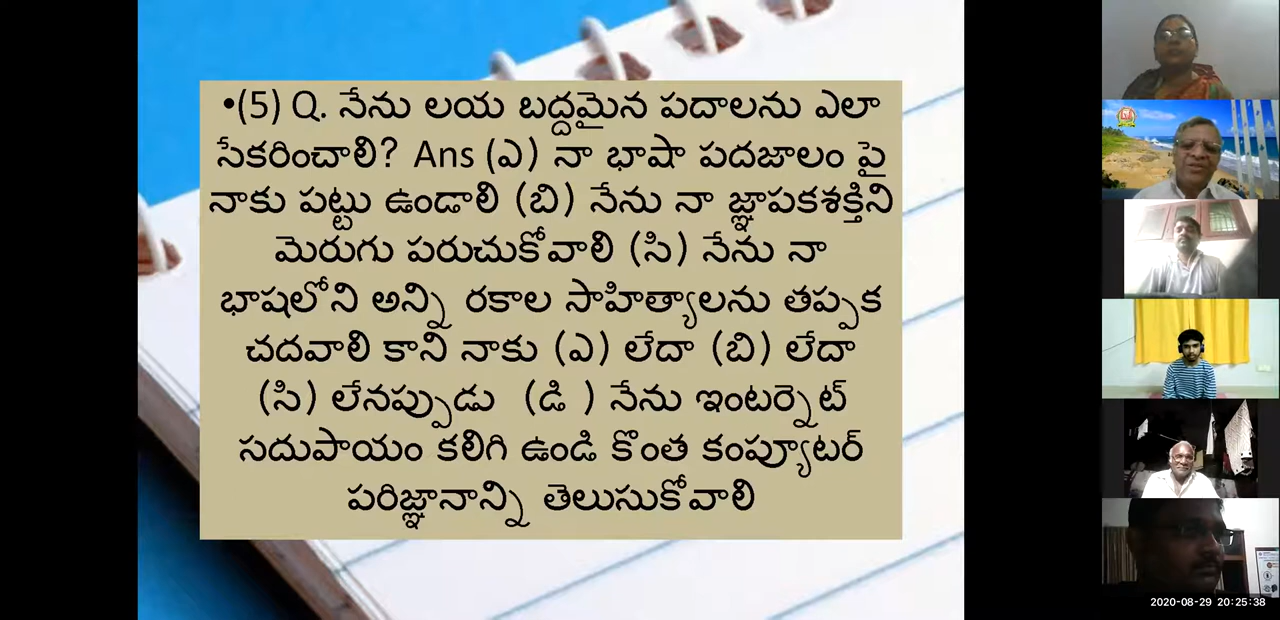 •(5) Q. నేను లయ బద్దమైన పదాలను ఎలా
సేకరించాలి? Ans (ఎ) నా భాషా పదజాలం పై
నాకు పట్టు ఉండాలి (బి) నేను నా జ్ఞాపకశక్తిని
మెరుగు పరుచుకోవాలి (సి) నేను నా
భాషలోని అన్ని రకాల సాహిత్యాలను తప్పక
చదవాలి కాని నాకు (ఎ) లేదా (బి) లేదా
(సి) లేనప్పుడు (డి ) నేను ఇంటర్నెట్
సదుపాయం కలిగి ఉండి కొంత కంప్యూటర్
పరిజ్ఞానాన్ని తెలుసుకోవాలి
2020-08-29 20:25:38